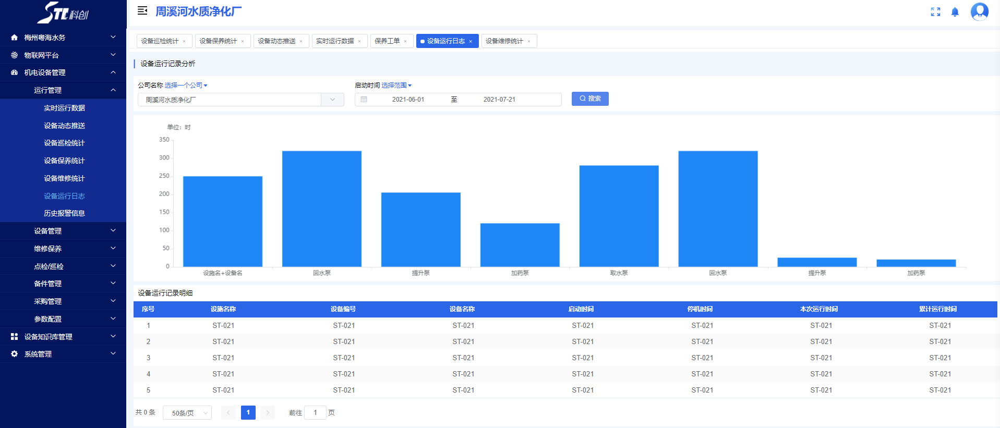 STC科创
周溪河水质净化厂
梅州粤海水务
物联网平台
机电设备管理
运行管理
实时运行数据
设备动态推送
设备巡检统计
设备保养统计
设备维修统计
设备运行日志
历史报警信息
设备管理
维修保养
点检/巡检
备件管理
采购管理
参数配置
设备知识库管理
系统管理
设备巡检统计 × 设备保养统计 × 设备动态推送 × 实时运行数据 × 保养工单 × 设备运行日志 × 设备维修统计 ×
设备运行记录分析
公司名称 选择一个公司 启动时间 选择范围
周溪河水质净化厂 2021-06-01 至 2021-07-21 搜索
单位: 时
350
300
250
200
150
100
50
0
设施名+设备名 回水泵 提升泵 加药泵 取水泵 回水泵 提升泵 加药泵
设备运行记录明细
序号 设施名称 设备编号 设备名称 启动时间 停机时间 本次运行时间 累计运行时间
1 ST-021 ST-021 ST-021 ST-021 ST-021 ST-021 ST-021
2 ST-021 ST-021 ST-021 ST-021 ST-021 ST-021 ST-021
3 ST-021 ST-021 ST-021 ST-021 ST-021 ST-021 ST-021
4 ST-021 ST-021 ST-021 ST-021 ST-021 ST-021 ST-021
5 ST-021 ST-021 ST-021 ST-021 ST-021 ST-021 ST-021
共 0 条 50条/页 < 1 > 前往 1 页